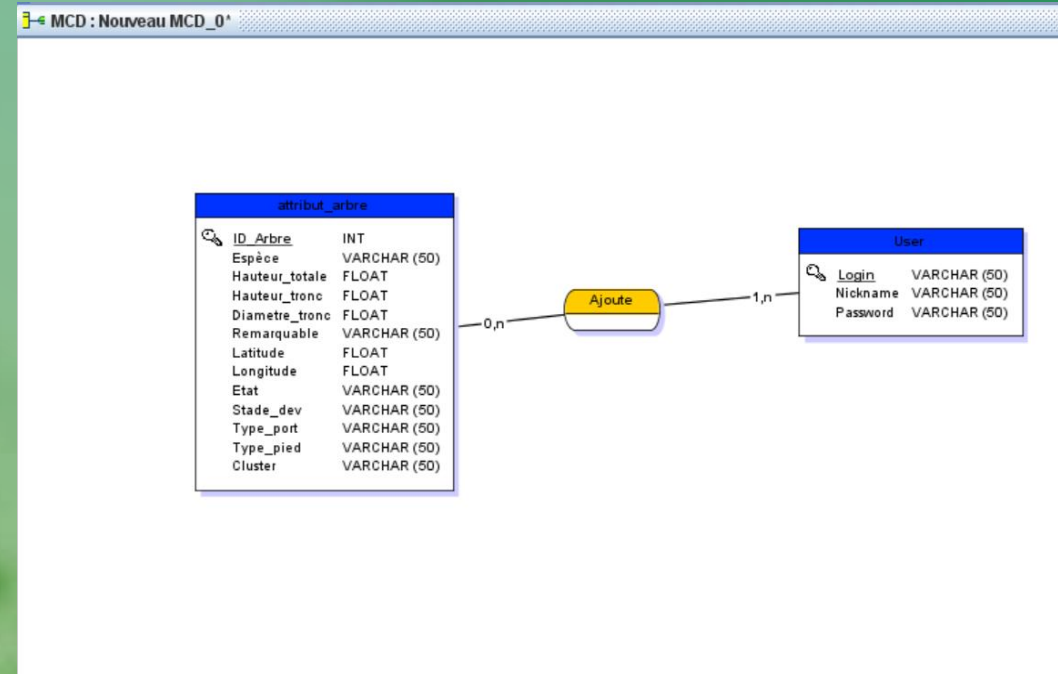 MCD : Nouveau MCD_0*
attribut_arbre
ID_Arbre INT
Espèce VARCHAR (50)
Hauteur_totale FLOAT
Hauteur_tronc FLOAT
Diametre_tronc FLOAT
Remarquable VARCHAR (50)
Latitude FLOAT
Longitude FLOAT
Etat VARCHAR (50)
Stade_dev VARCHAR (50)
Type_port VARCHAR (50)
Type_pied VARCHAR (50)
Cluster VARCHAR (50)
0,n
Ajoute
1,n
User
Login VARCHAR (50)
Nickname VARCHAR (50)
Password VARCHAR (50)